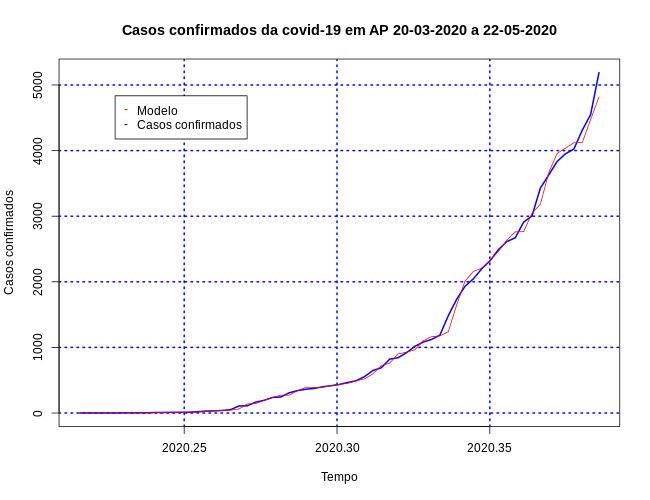 Casos confirmados da covid-19 em AP 20-03-2020 a 22-05-2020
Casos confirmados
5000
4000
3000
2000
1000
0
Modelo
Casos confirmados
2020.25
2020.30
2020.35
Tempo